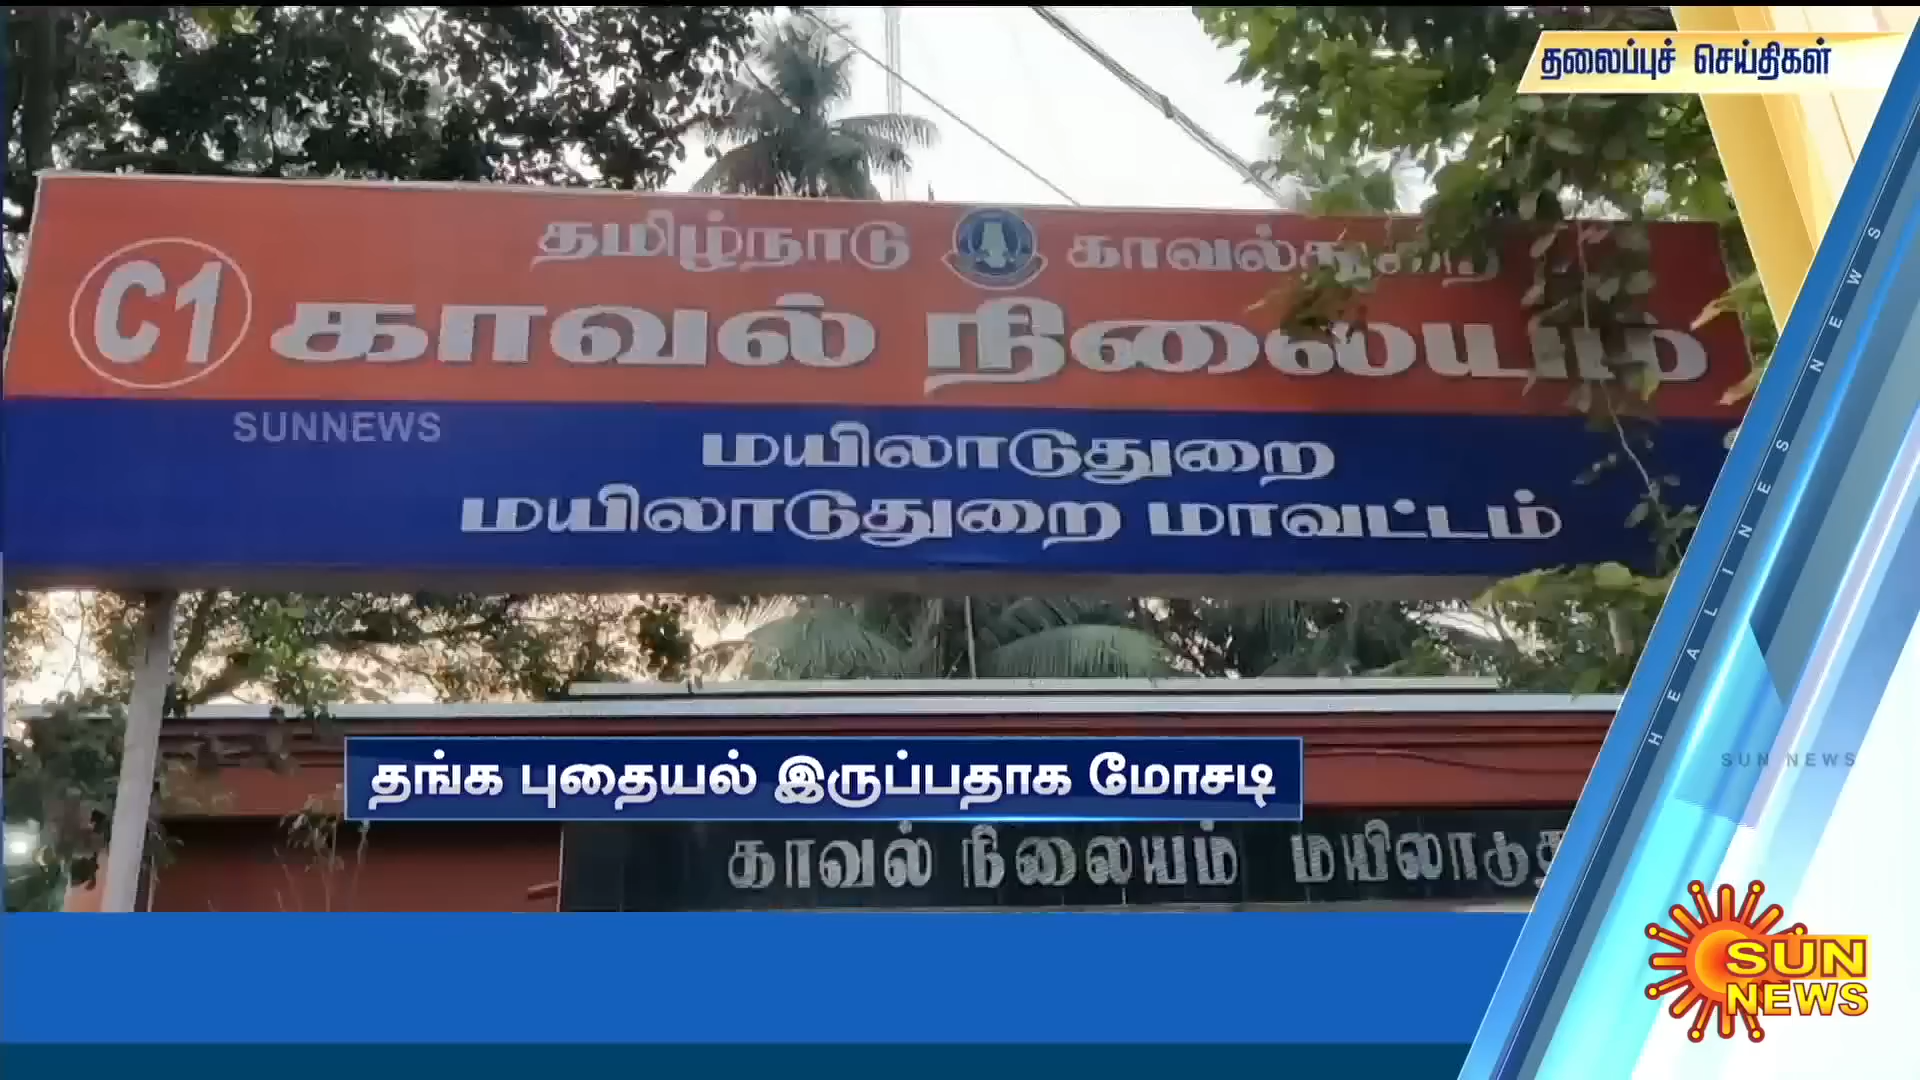 தலைப்புச் செய்திகள்
தமிழ்நாடு காவல்துறை
C1 காவல் நிலையம்
SUNNEWS
மயிலாடுதுறை
மயிலாடுதுறை மாவட்டம்
HEADLINES NEWS
SUN NEWS
தங்க புதையல் இருப்பதாக மோசடி
காவல் நிலையம்
SUN
NEWS